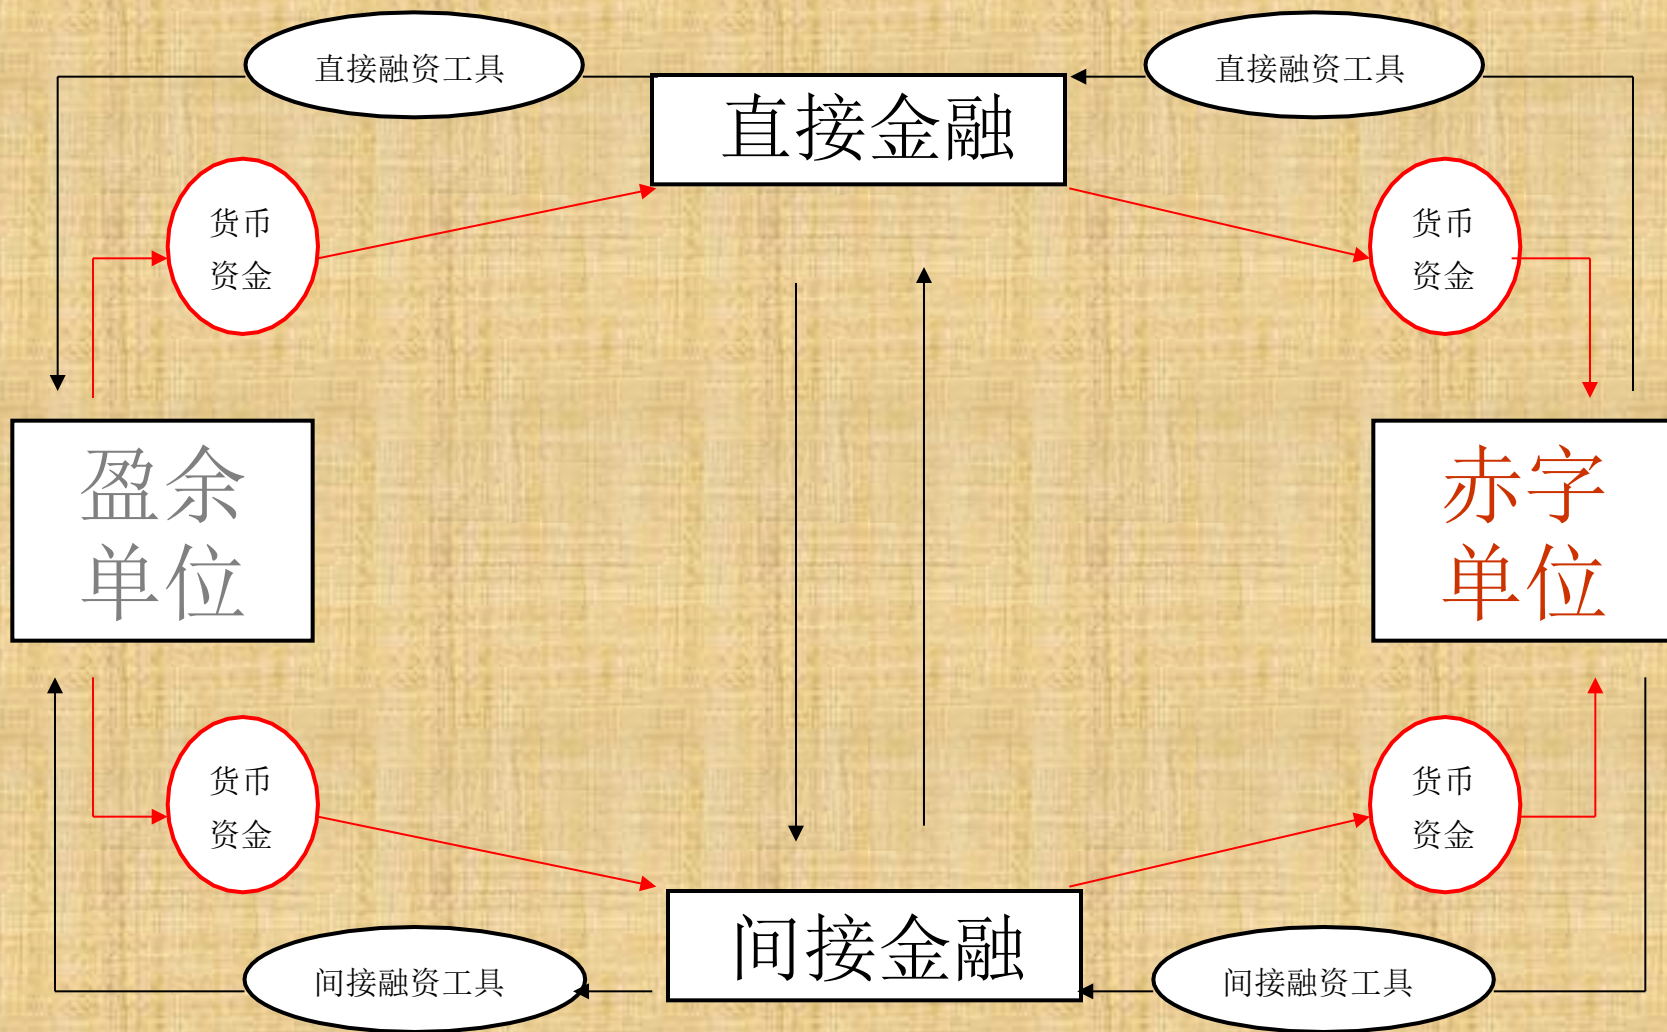 直接融资工具
直接融资工具
直接金融
货币
资金
货币
资金
盈余
单位
赤字
单位
货币
资金
货币
资金
间接金融
间接融资工具
间接融资工具